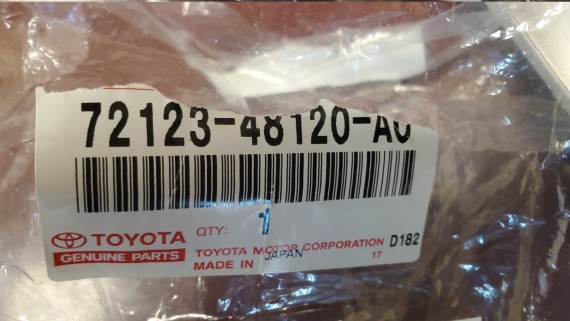 72123-48120-A0
QTY: 1
TOYOTA
GENUINE PARTS
TOYOTA MOTOR CORPORATION D182
MADE IN JAPAN 17